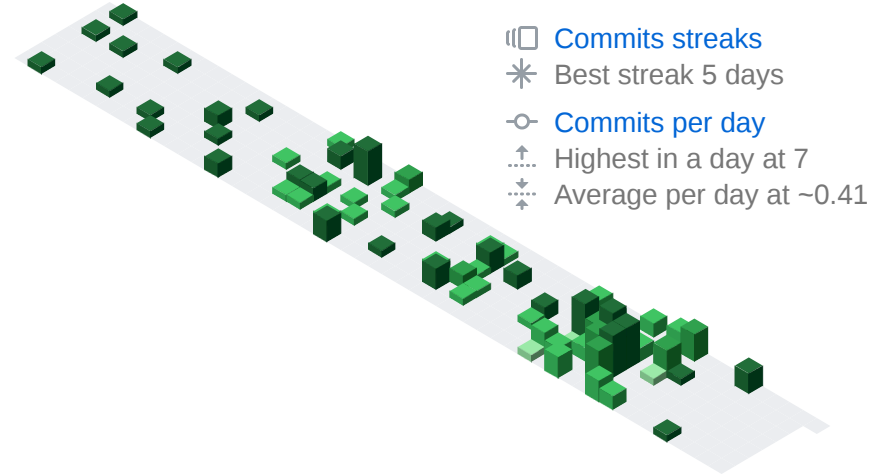 Commits streaks
Best streak 5 days
Commits per day
Highest in a day at 7
Average per day at ~0.41